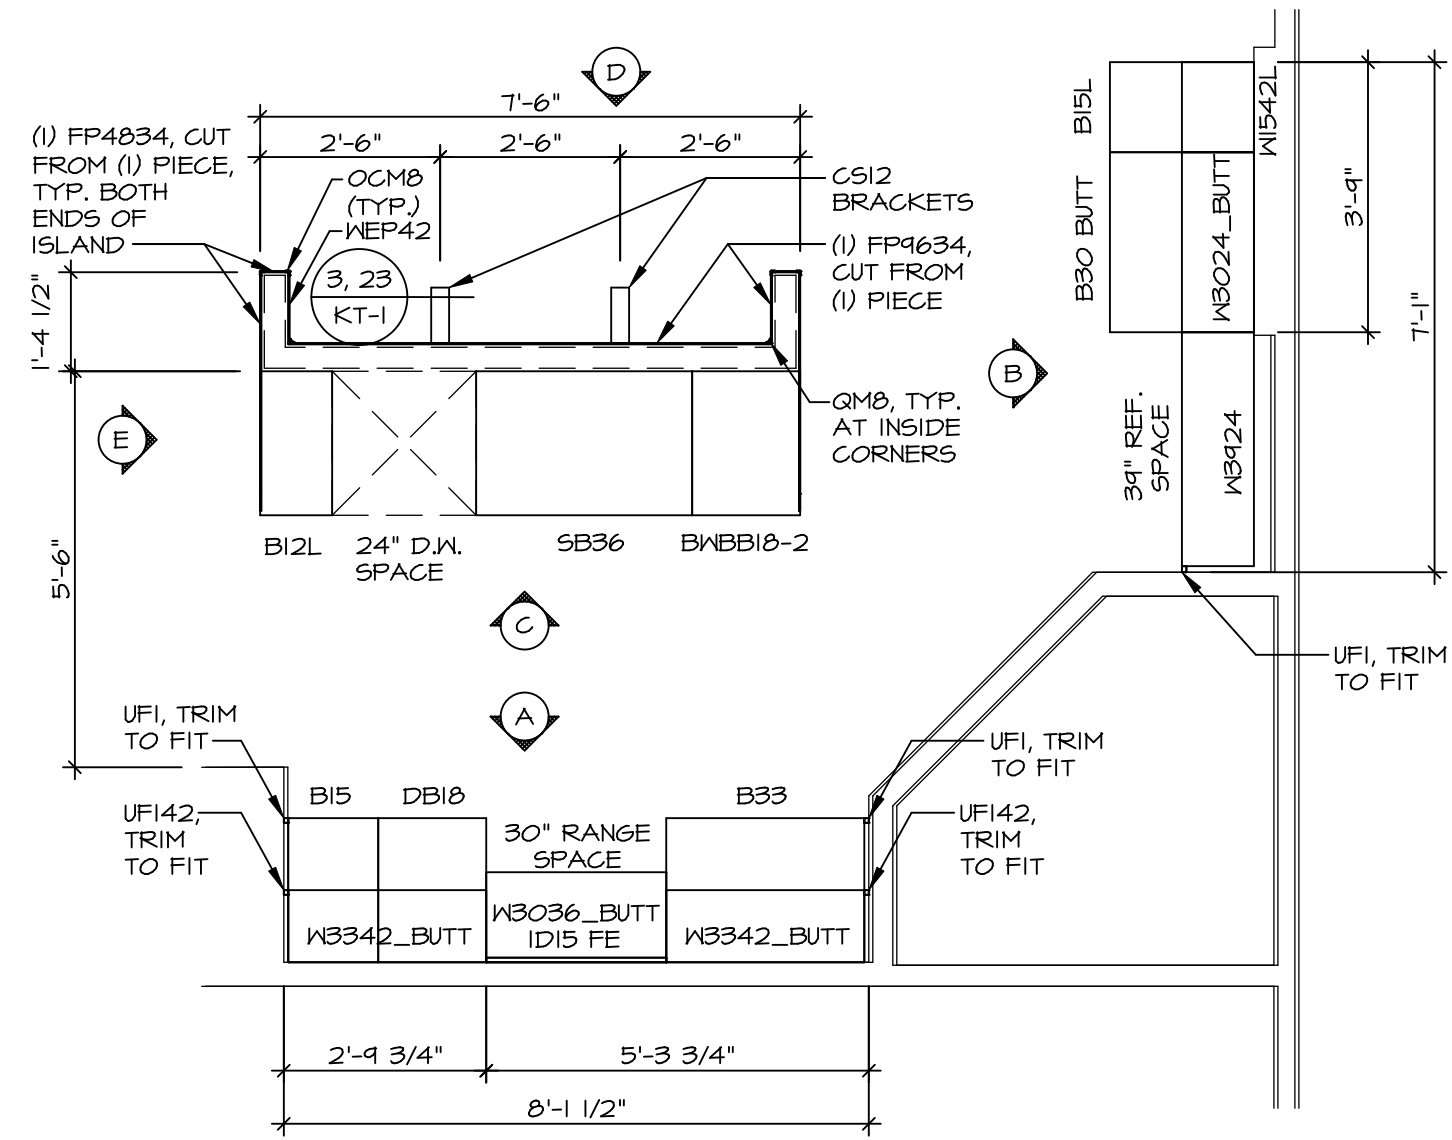 D
7'-6"
2'-6"
2'-6"
2'-6"
(1) FP4834, CUT
FROM (1) PIECE,
TYP. BOTH
ENDS OF
ISLAND
OCM8
(TYP.)
WEP42
3, 23
KT-1
CS12
BRACKETS
(1) FP9634,
CUT FROM
(1) PIECE
B15L
W1542L
B30 BUTT
W3024_BUTT
3'-9"
7'-1"
1'-4 1/2"
B
QM8, TYP.
AT INSIDE
CORNERS
39" REF.
SPACE
W3924
E
5'-6"
B12L
24" D.W.
SPACE
SB36
BWBB18-2
C
A
UF1, TRIM
TO FIT
UF1, TRIM
TO FIT
UF1, TRIM
TO FIT
B15
DB18
B33
UF142,
TRIM
TO FIT
30" RANGE
SPACE
UF142,
TRIM
TO FIT
W3342_BUTT
W3036_BUTT
1D15 FE
W3342_BUTT
2'-9 3/4"
5'-3 3/4"
8'-1 1/2"